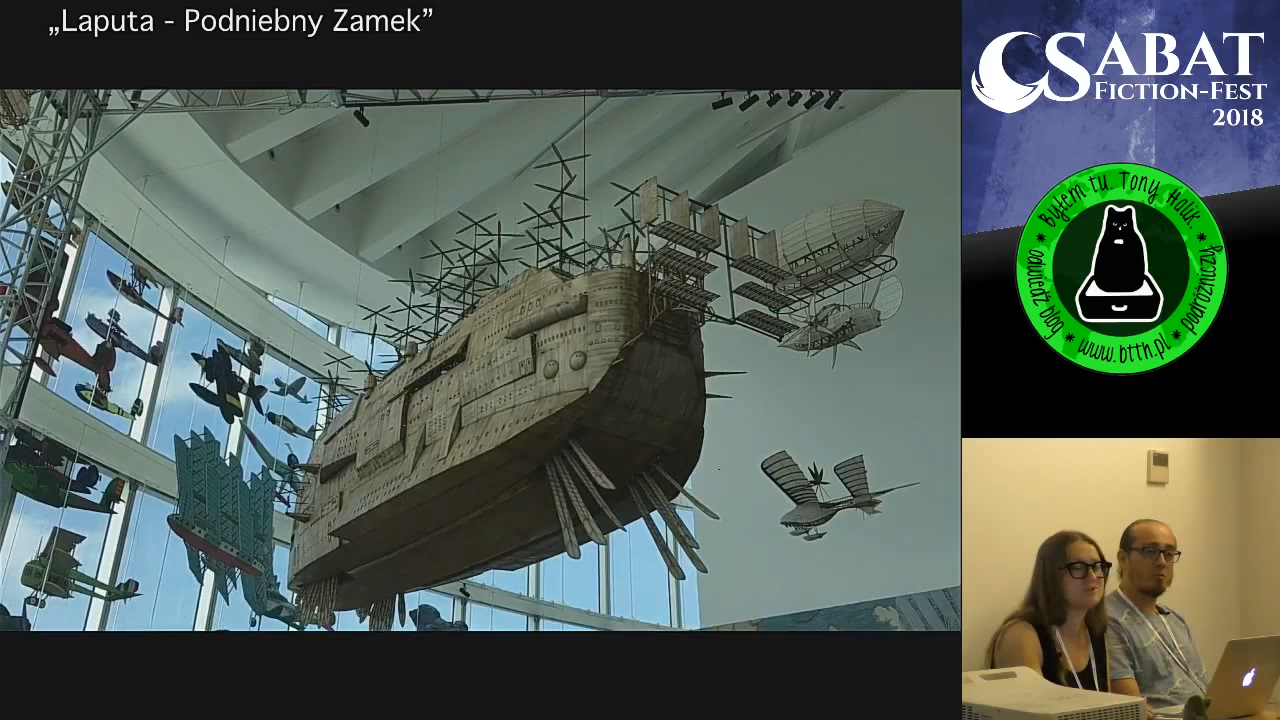 „Laputa - Podniebny Zamek”
SABAT
FICTION-FEST
2018
Byłem tu. Tony Halik.
* Odwiedź blog * www.btth.pl * podróżniczy *